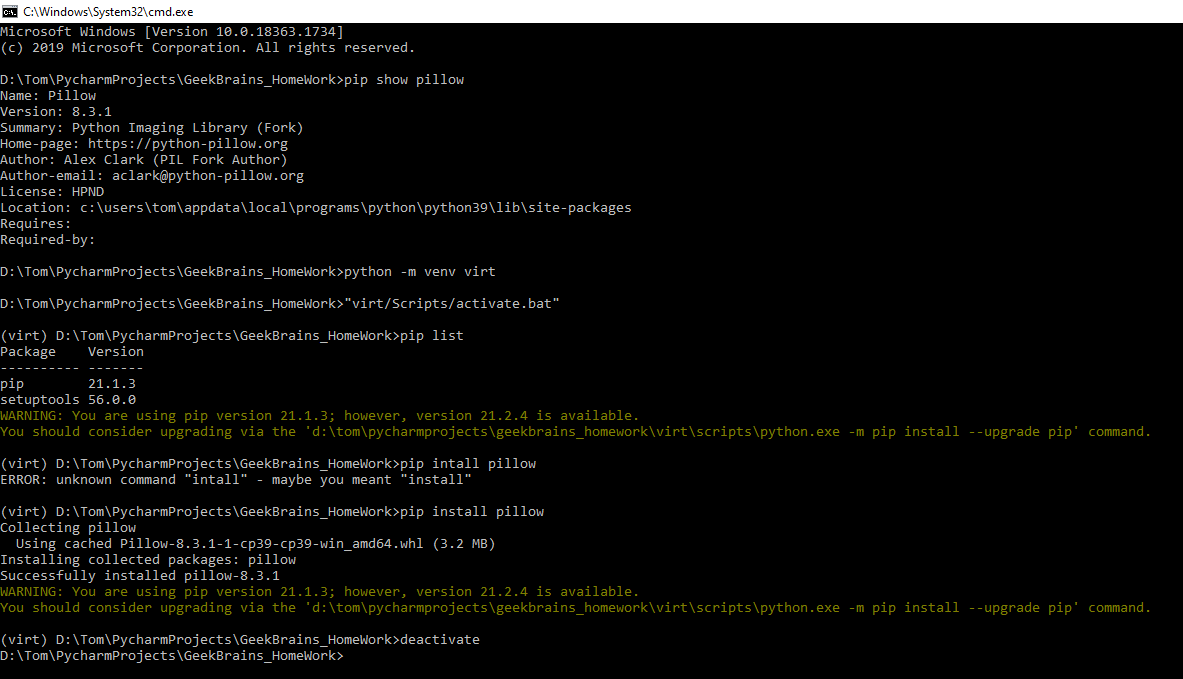 C:\Windows\System32\cmd.exe
Microsoft Windows [Version 10.0.18363.1734]
(c) 2019 Microsoft Corporation. All rights reserved.
D:\Tom\PycharmProjects\GeekBrains_HomeWork>pip show pillow
Name: Pillow
Version: 8.3.1
Summary: Python Imaging Library (Fork)
Home-page: https://python-pillow.org
Author: Alex Clark (PIL Fork Author)
Author-email: aclark@python-pillow.org
License: HPND
Location: c:\users\tom\appdata\local\programs\python\python39\lib\site-packages
Requires:
Required-by:
D:\Tom\PycharmProjects\GeekBrains_HomeWork>python -m venv virt
D:\Tom\PycharmProjects\GeekBrains_HomeWork>"virt/Scripts/activate.bat"
(virt) D:\Tom\PycharmProjects\GeekBrains_HomeWork>pip list
Package    Version
---------- -------
pip        21.1.3
setuptools 56.0.0
WARNING: You are using pip version 21.1.3; however, version 21.2.4 is available.
You should consider upgrading via the 'd:\tom\pycharmprojects\geekbrains_homework\virt\scripts\python.exe -m pip install --upgrade pip' command.
(virt) D:\Tom\PycharmProjects\GeekBrains_HomeWork>pip intall pillow
ERROR: unknown command "intall" - maybe you meant "install"
(virt) D:\Tom\PycharmProjects\GeekBrains_HomeWork>pip install pillow
Collecting pillow
  Using cached Pillow-8.3.1-1-cp39-cp39-win_amd64.whl (3.2 MB)
Installing collected packages: pillow
Successfully installed pillow-8.3.1
WARNING: You are using pip version 21.1.3; however, version 21.2.4 is available.
You should consider upgrading via the 'd:\tom\pycharmprojects\geekbrains_homework\virt\scripts\python.exe -m pip install --upgrade pip' command.
(virt) D:\Tom\PycharmProjects\GeekBrains_HomeWork>deactivate
D:\Tom\PycharmProjects\GeekBrains_HomeWork>